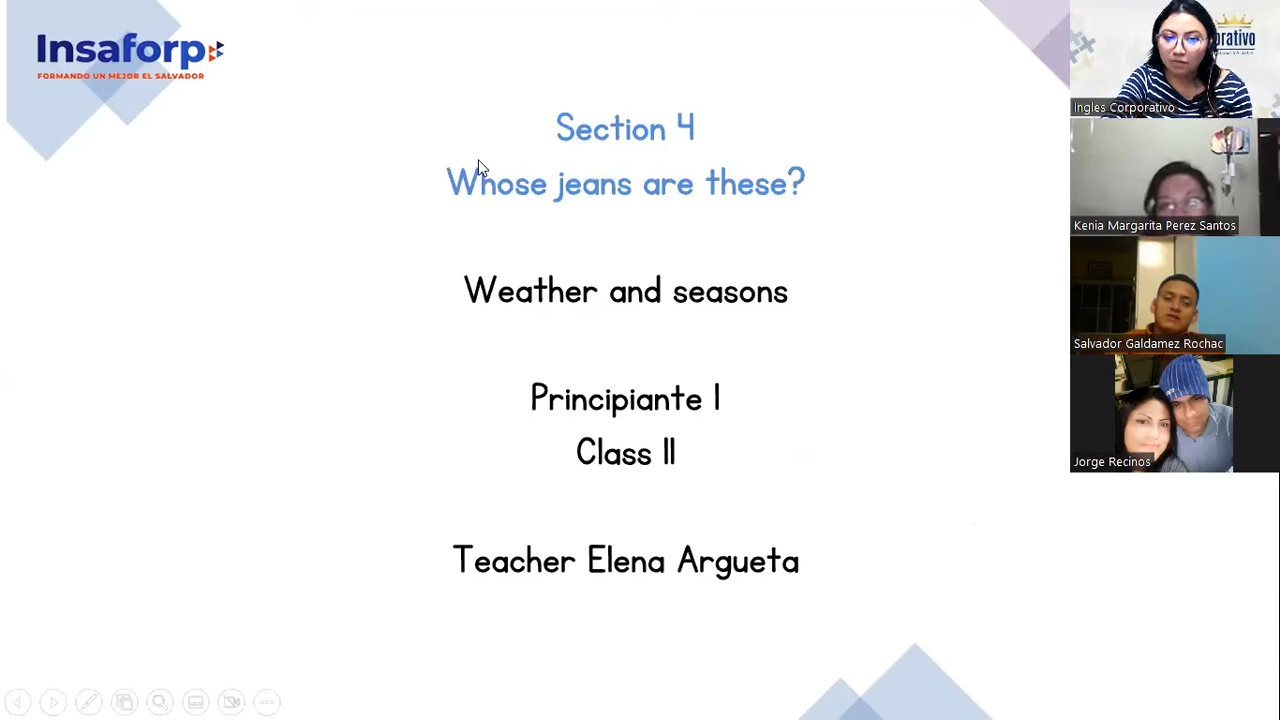 Insaforp
FORMANDO UN MEJOR EL SALVADOR
Section 4
Whose jeans are these?
Weather and seasons
Principiante I
Class II
Teacher Elena Argueta
orativo
Ingles Corporativo
Kenia Margarita Perez Santos
Salvador Galdamez Rochac
Jorge Recinos